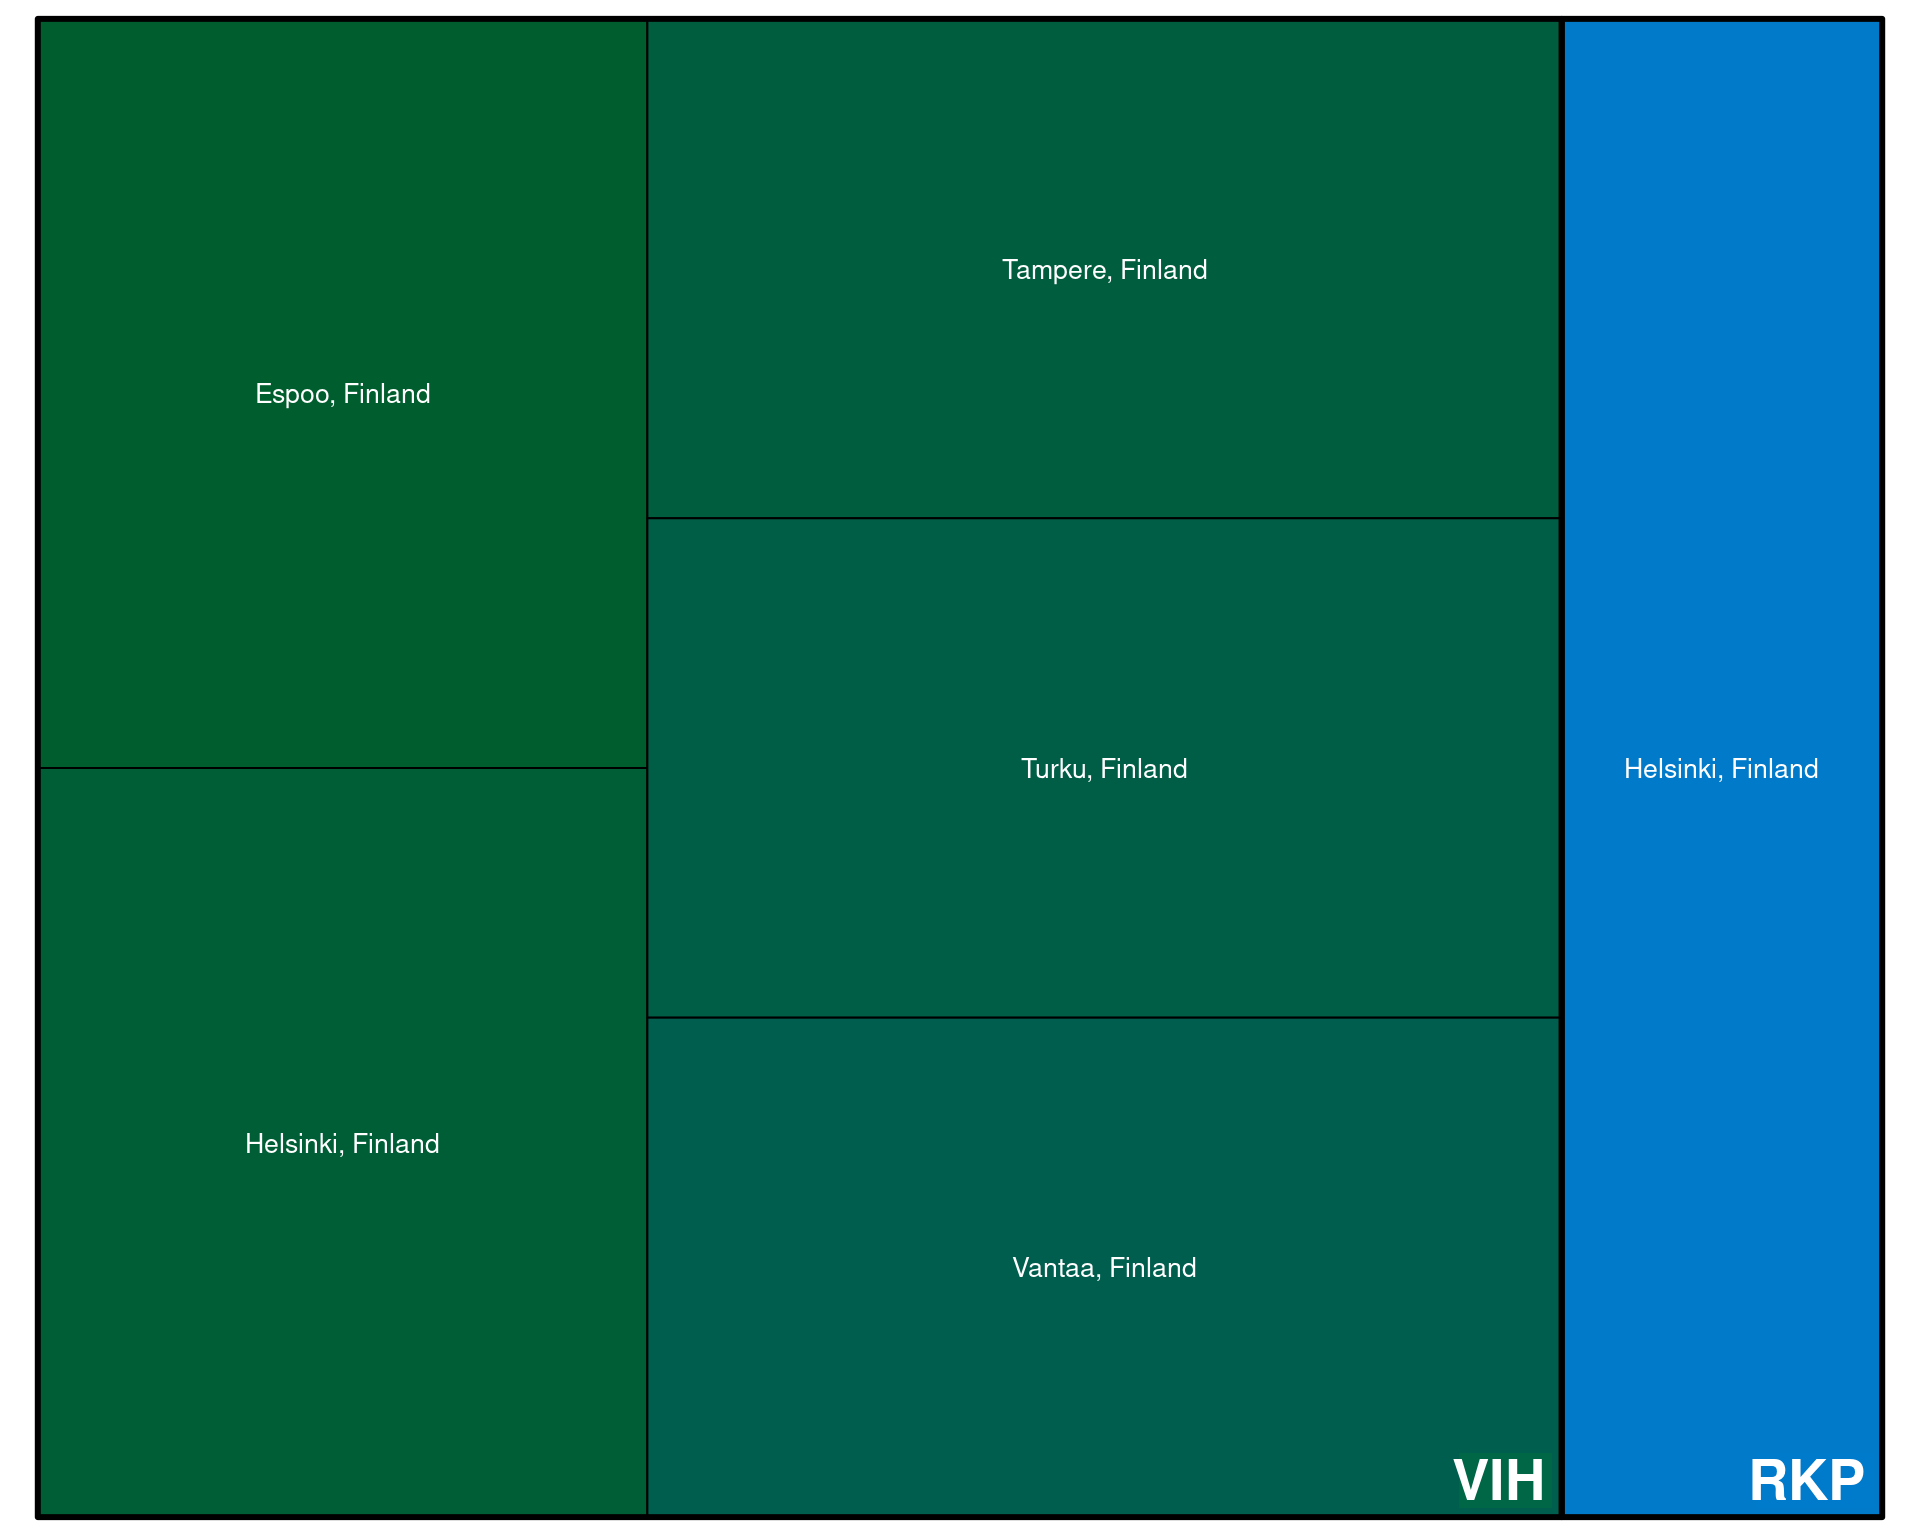 Espoo, Finland
Helsinki, Finland
Tampere, Finland
Turku, Finland
Vantaa, Finland
VIH
Helsinki, Finland
RKP